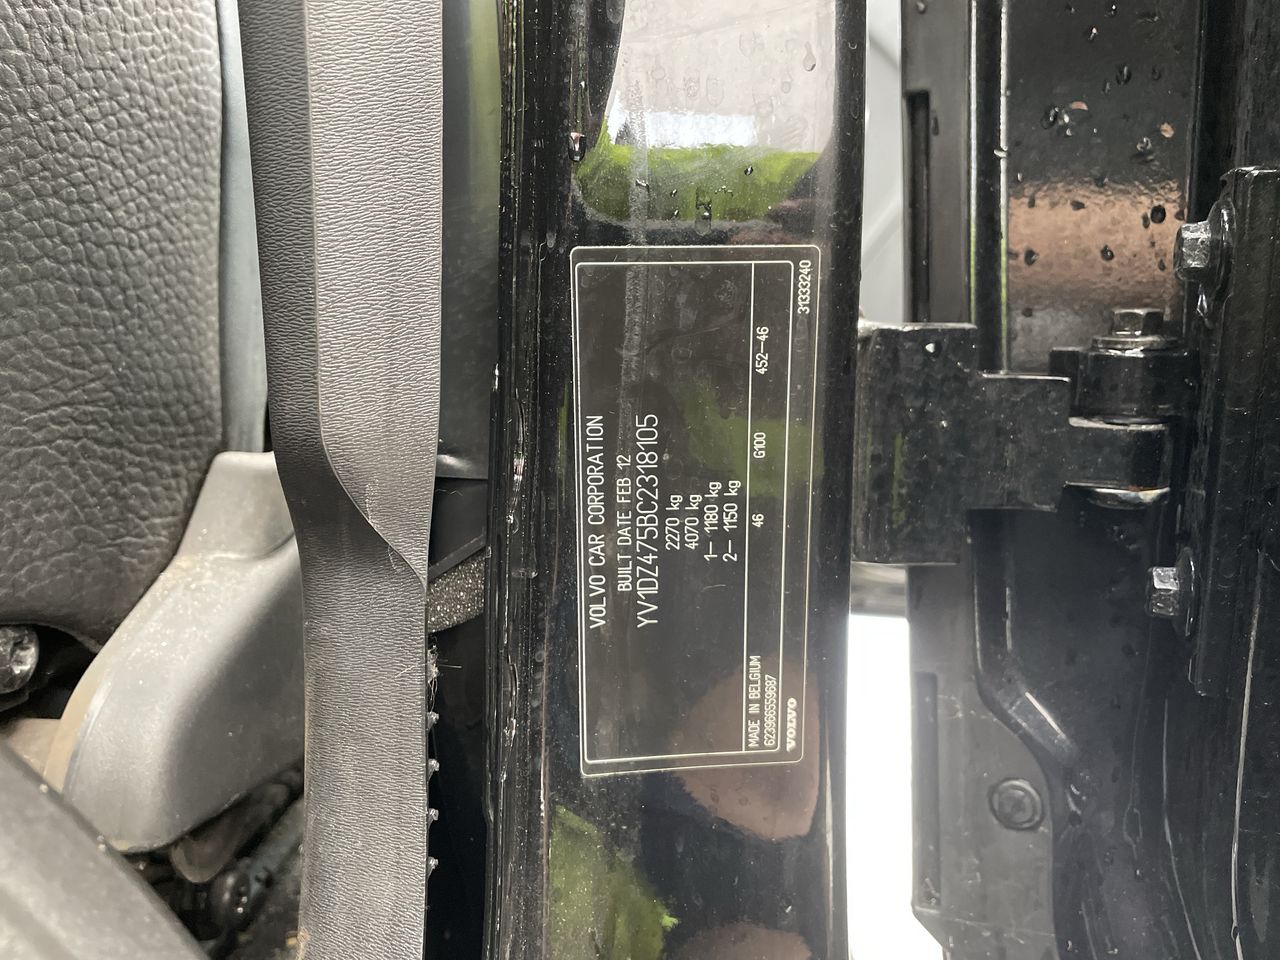 VOLVO CAR CORPORATION
BUILT DATE FEB 12
YV1DZ475BC2318105
2270 kg
4070 kg
1– 1180 kg
2– 1150 kg
MADE IN BELGIUM 46 G100 452–46
623966559687
VOLVO 31333240